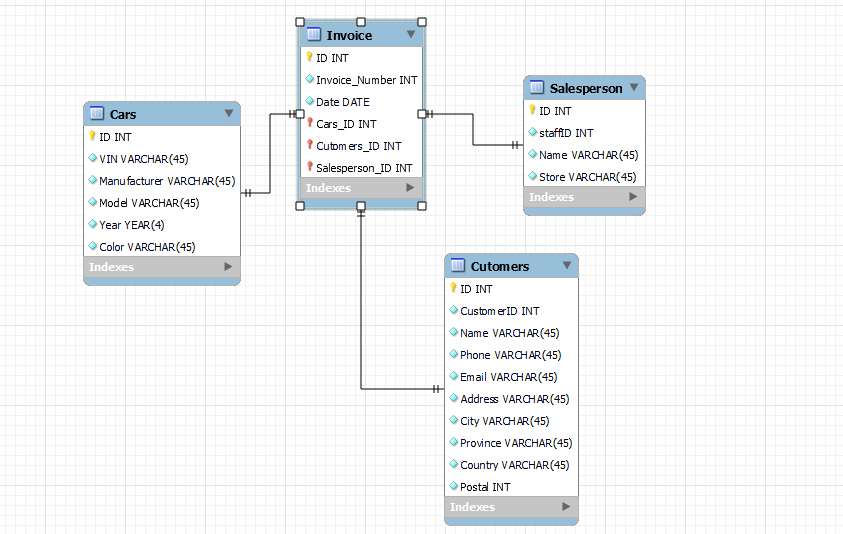 Invoice
ID INT
Invoice_Number INT
Date DATE
Cars_ID INT
Cutomers_ID INT
Salesperson_ID INT
Indexes
Cars
ID INT
VIN VARCHAR(45)
Manufacturer VARCHAR(45)
Model VARCHAR(45)
Year YEAR(4)
Color VARCHAR(45)
Indexes
Salesperson
ID INT
staffID INT
Name VARCHAR(45)
Store VARCHAR(45)
Indexes
Cutomers
ID INT
CustomerID INT
Name VARCHAR(45)
Phone VARCHAR(45)
Email VARCHAR(45)
Address VARCHAR(45)
City VARCHAR(45)
Province VARCHAR(45)
Country VARCHAR(45)
Postal INT
Indexes